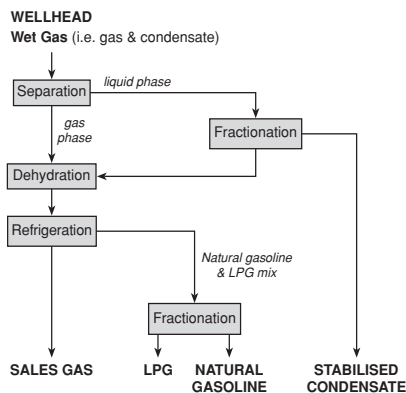 WELLHEAD
Wet Gas (i.e. gas & condensate)
Separation
liquid phase
gas
phase
Fractionation
Dehydration
Refrigeration
Natural gasoline
& LPG mix
Fractionation
SALES GAS
LPG
NATURAL
GASOLINE
STABILISED
CONDENSATE